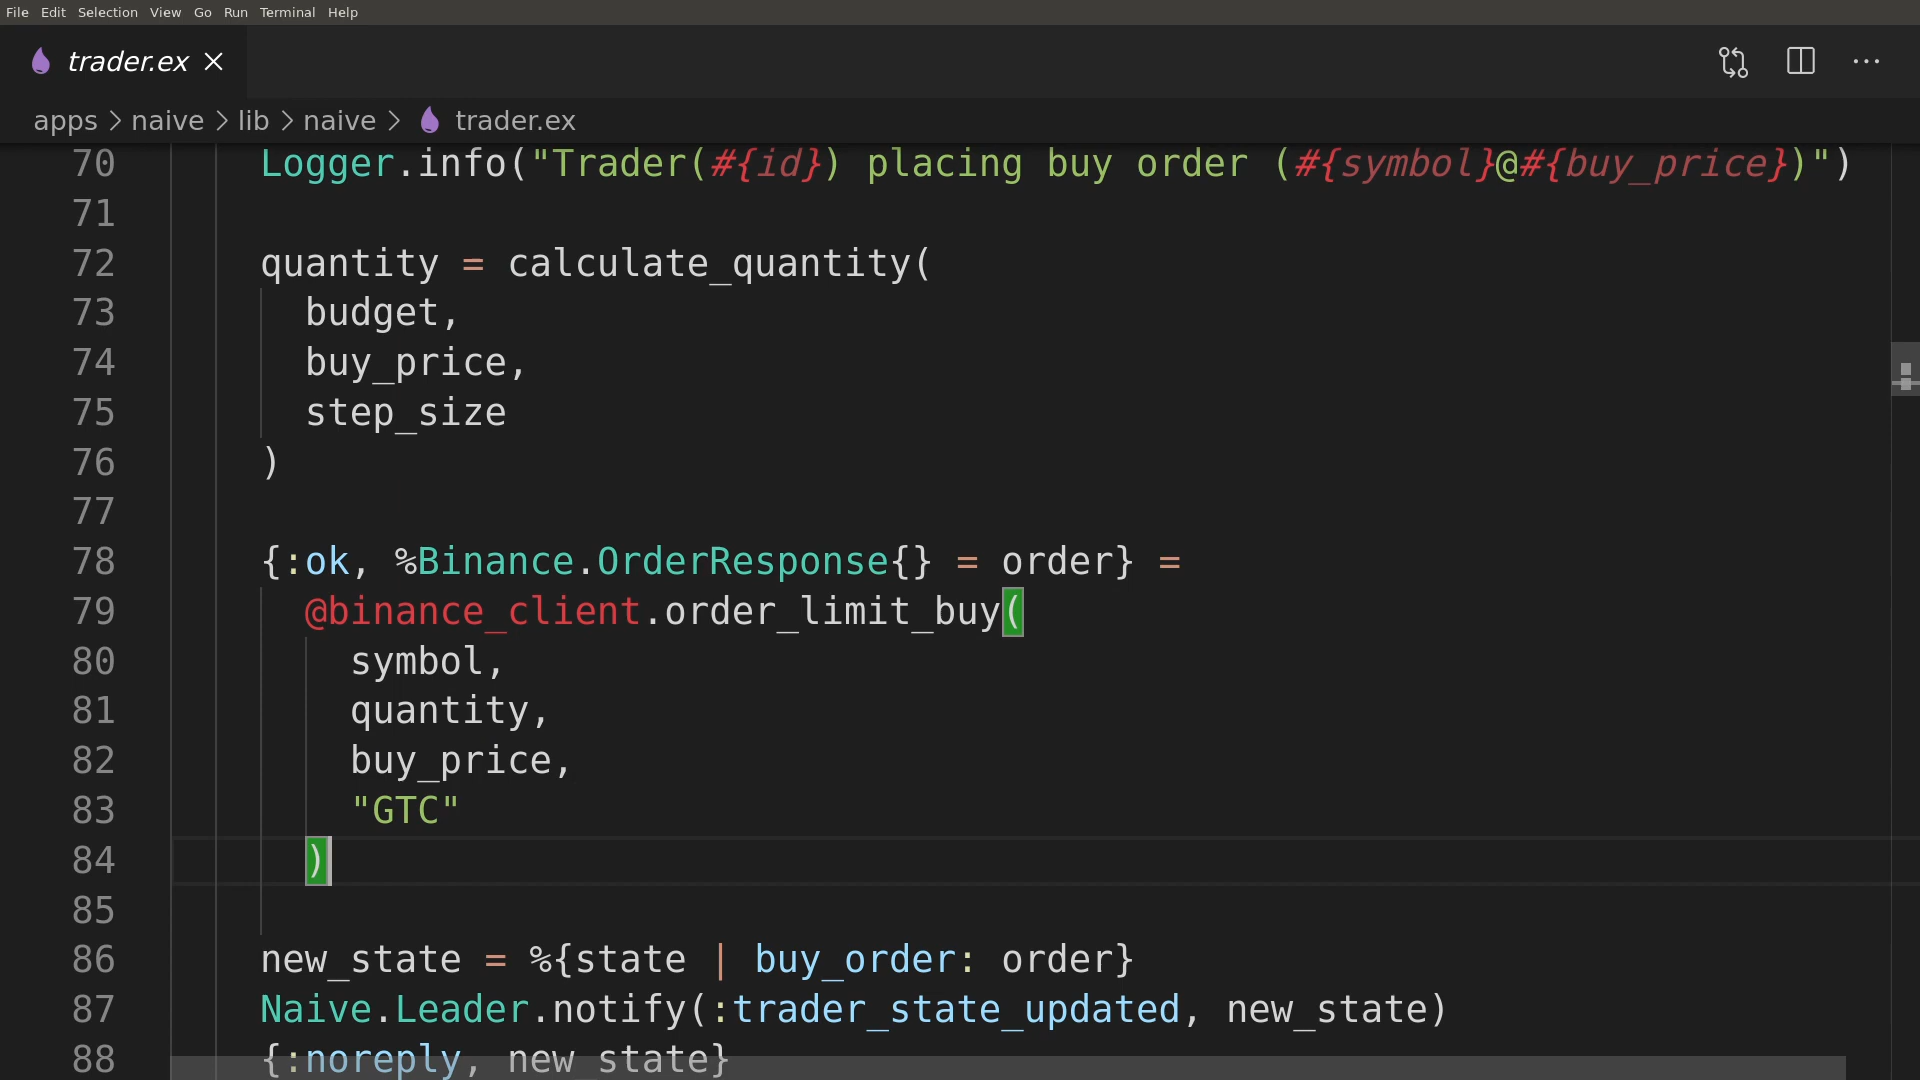 File Edit Selection View Go Run Terminal Help
trader.ex
apps > naive > lib > naive > trader.ex
70 Logger.info("Trader(#{id}) placing buy order (#{symbol}@#{buy_price})")
71
72 quantity = calculate_quantity(
73 budget,
74 buy_price,
75 step_size
76 )
77
78 {:ok, %Binance.OrderResponse{} = order} =
79 @binance_client.order_limit_buy(
80 symbol,
81 quantity,
82 buy_price,
83 "GTC"
84 )
85
86 new_state = %{state | buy_order: order}
87 Naive.Leader.notify(:trader_state_updated, new_state)
88 {:noreply, new_state}